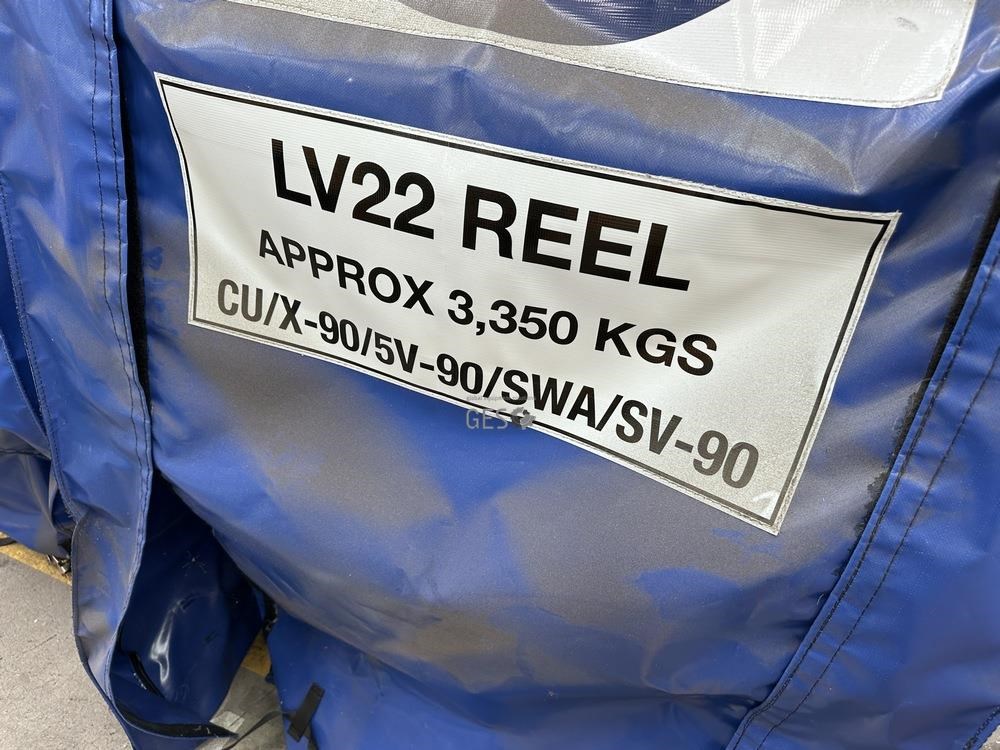 LV22 REEL
APPROX 3,350 KGS
CU/X-90/5V-90/SWA/SV-90
GES